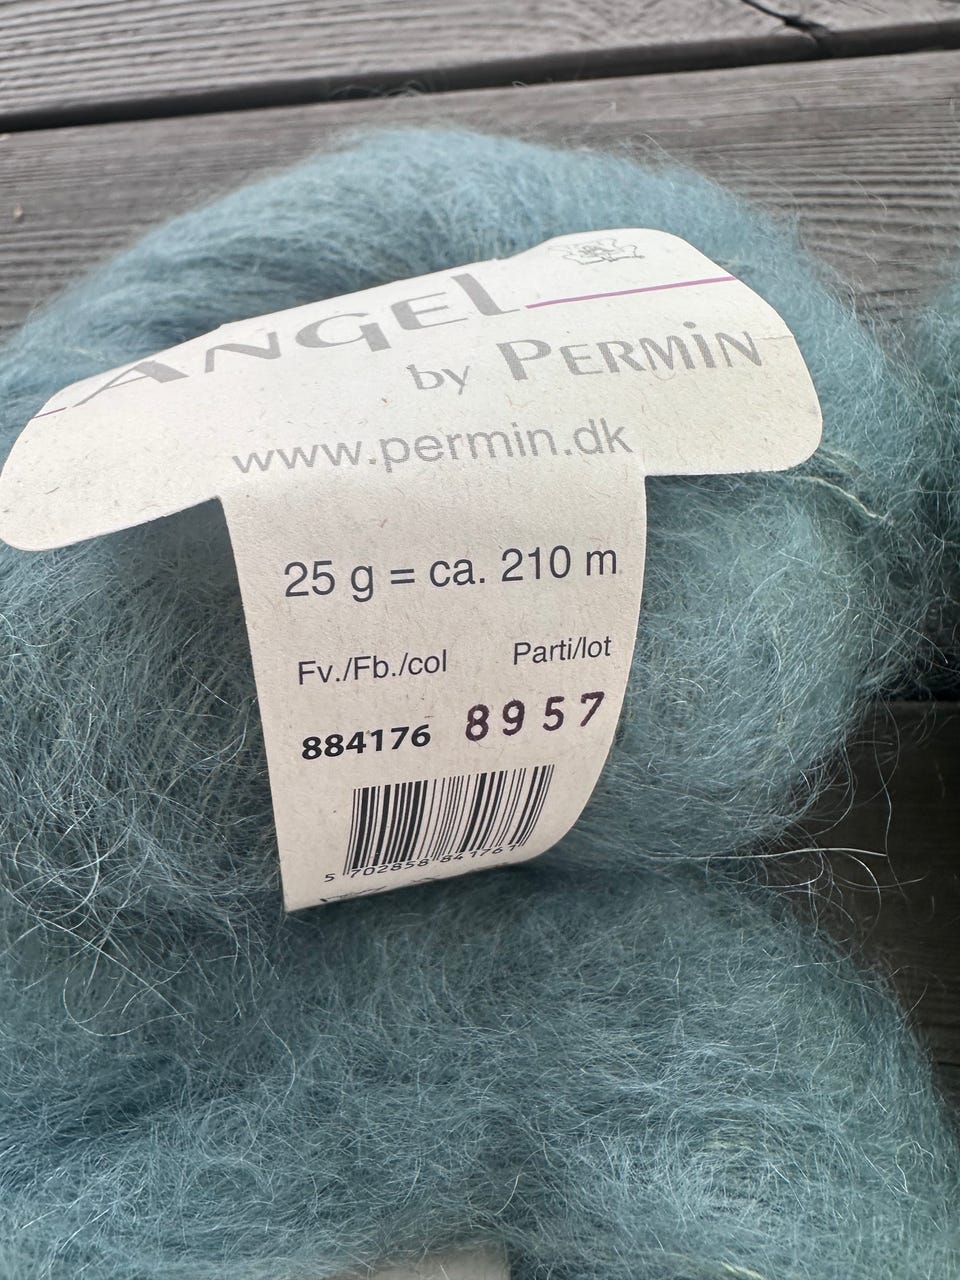 ANGEL
by PERMIN
www.permin.dk
25 g = ca. 210 m
Fv./Fb./col Parti/lot
884176 8957
5 702858 841761